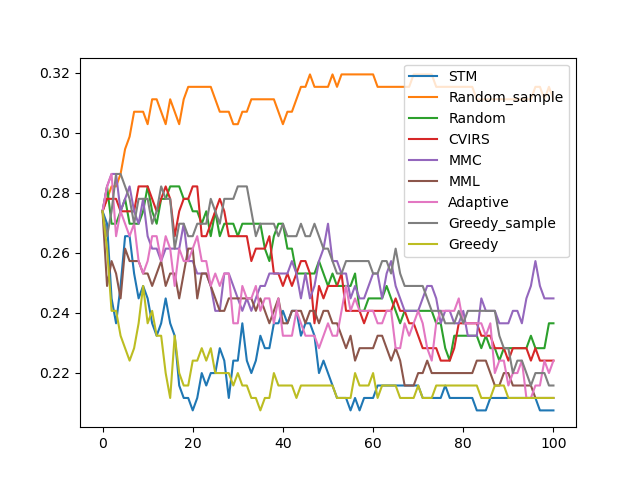 0.32
0.30
0.28
0.26
0.24
0.22
0
20
40
60
80
100
STM
Random_sample
Random
CVIRS
MMC
MML
Adaptive
Greedy_sample
Greedy